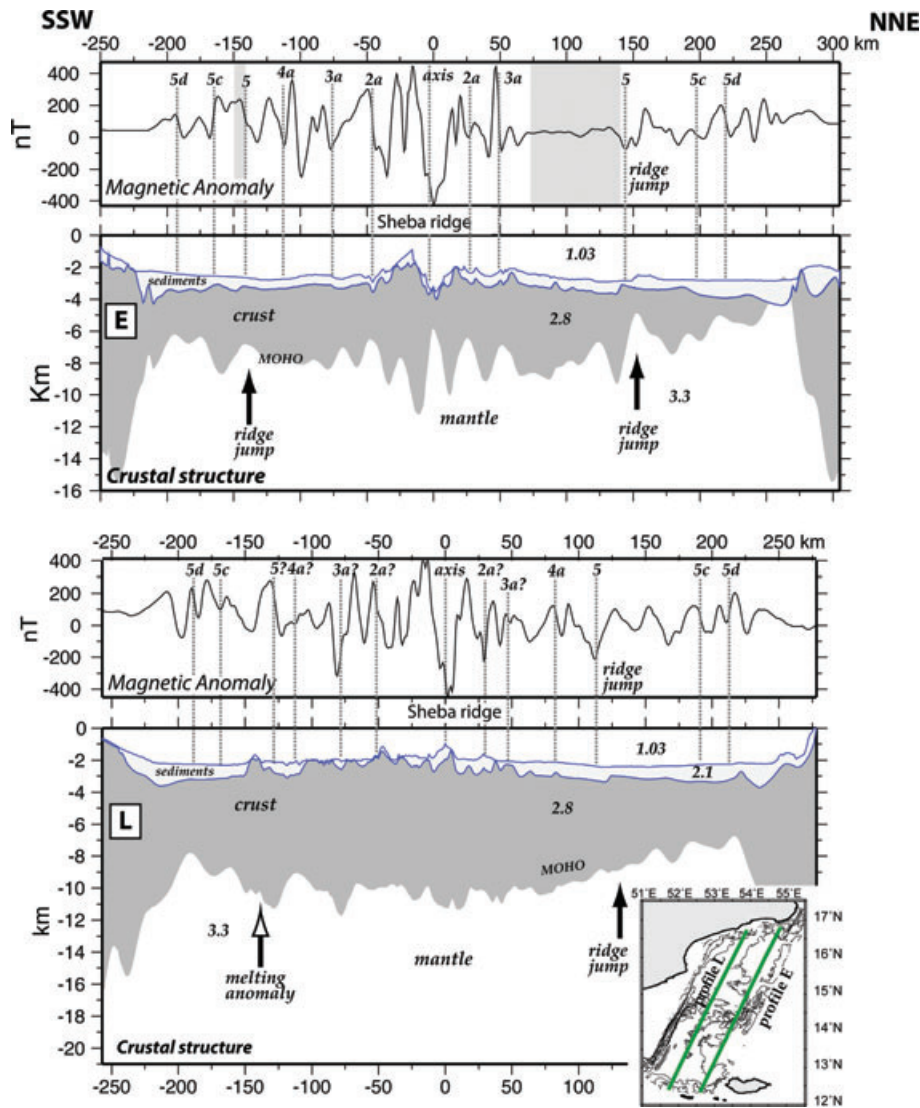 SSW
NNE
-250 -200 -150 -100 -50 0 50 100 150 200 250 300 km
5d 5c 5 4a 3a 2a axis 2a 3a 5 5c 5d
400
200
0
-200
-400
nT
ridge
jump
Magnetic Anomaly
Sheba ridge
0
-2
-4
-6
-8
-10
-12
-14
-16
Km
1.03
sediments
E
crust
2.8
MOHO
3.3
mantle
ridge
jump
ridge
jump
Crustal structure
-250 -200 -150 -100 -50 0 50 100 150 200 250
5d 5c 5? 4a? 3a? 2a? axis 2a? 3a? 4a 5 5c 5d
400
200
0
-200
-400
nT
ridge
jump
Magnetic Anomaly
Sheba ridge
0
-2
-4
-6
-8
-10
-12
-14
-16
-18
-20
km
1.03
sediments
2.1
crust
2.8
L
MOHO
3.3
melting
anomaly
mantle
ridge
jump
Crustal structure
-250 -200 -150 -100 -50 0 50 100
51°E 52°E 53°E 54°E 55°E
17°N
16°N
15°N
14°N
13°N
12°N
profile L
profile E